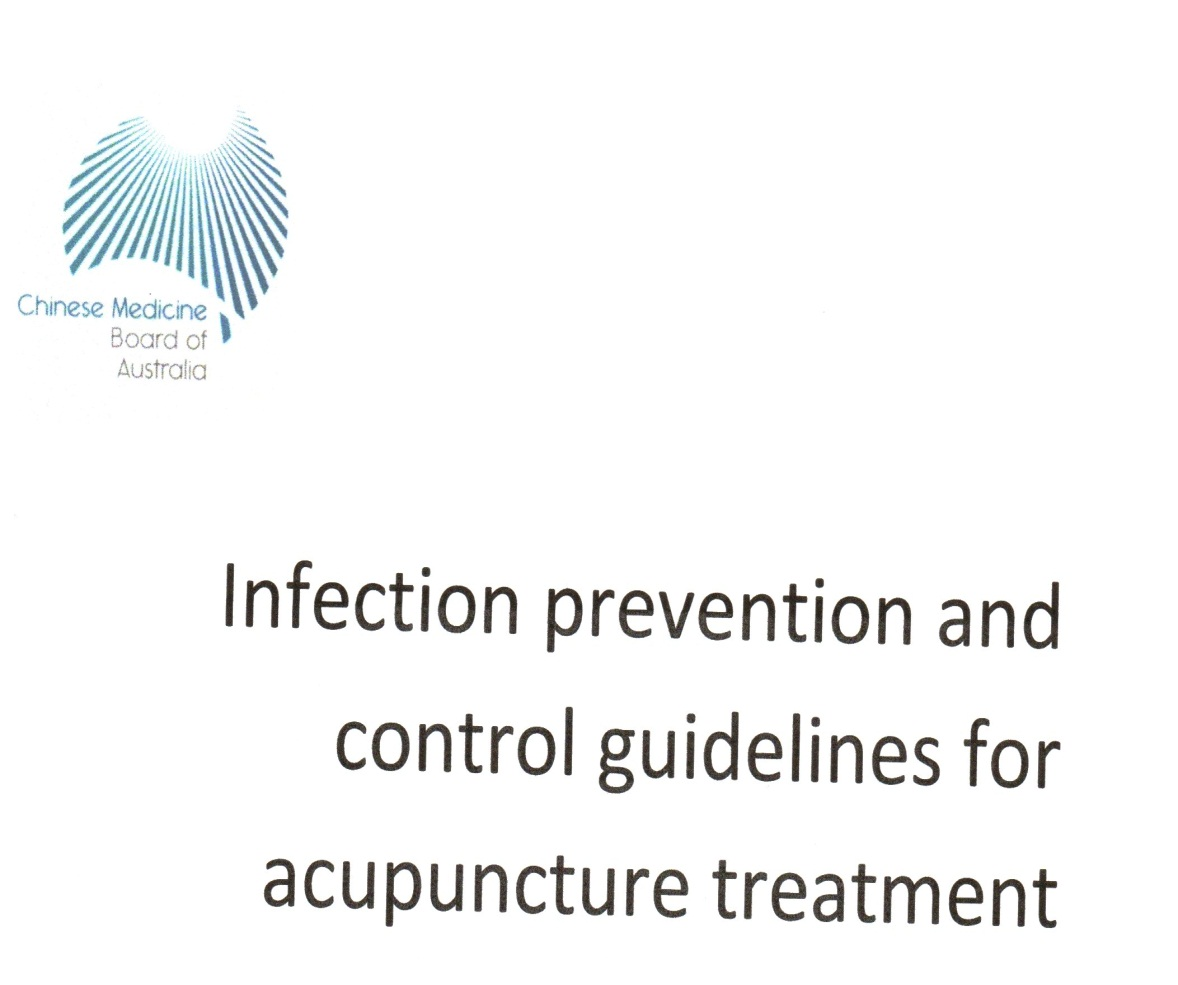 Chinese Medicine
Board of
Australia
Infection prevention and
control guidelines for
acupuncture treatment